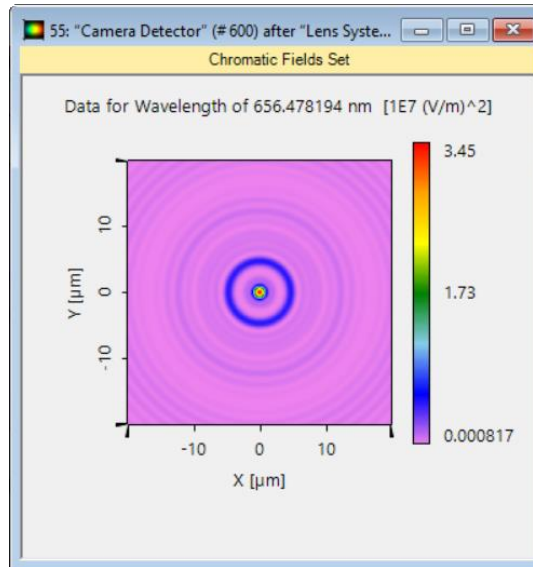 55: "Camera Detector" (# 600) after "Lens Syste...
Chromatic Fields Set
Data for Wavelength of 656.478194 nm [1E7 (V/m)^2]
3.45
1.73
0.000817
10
0
-10
Y [µm]
-10 0 10
X [µm]